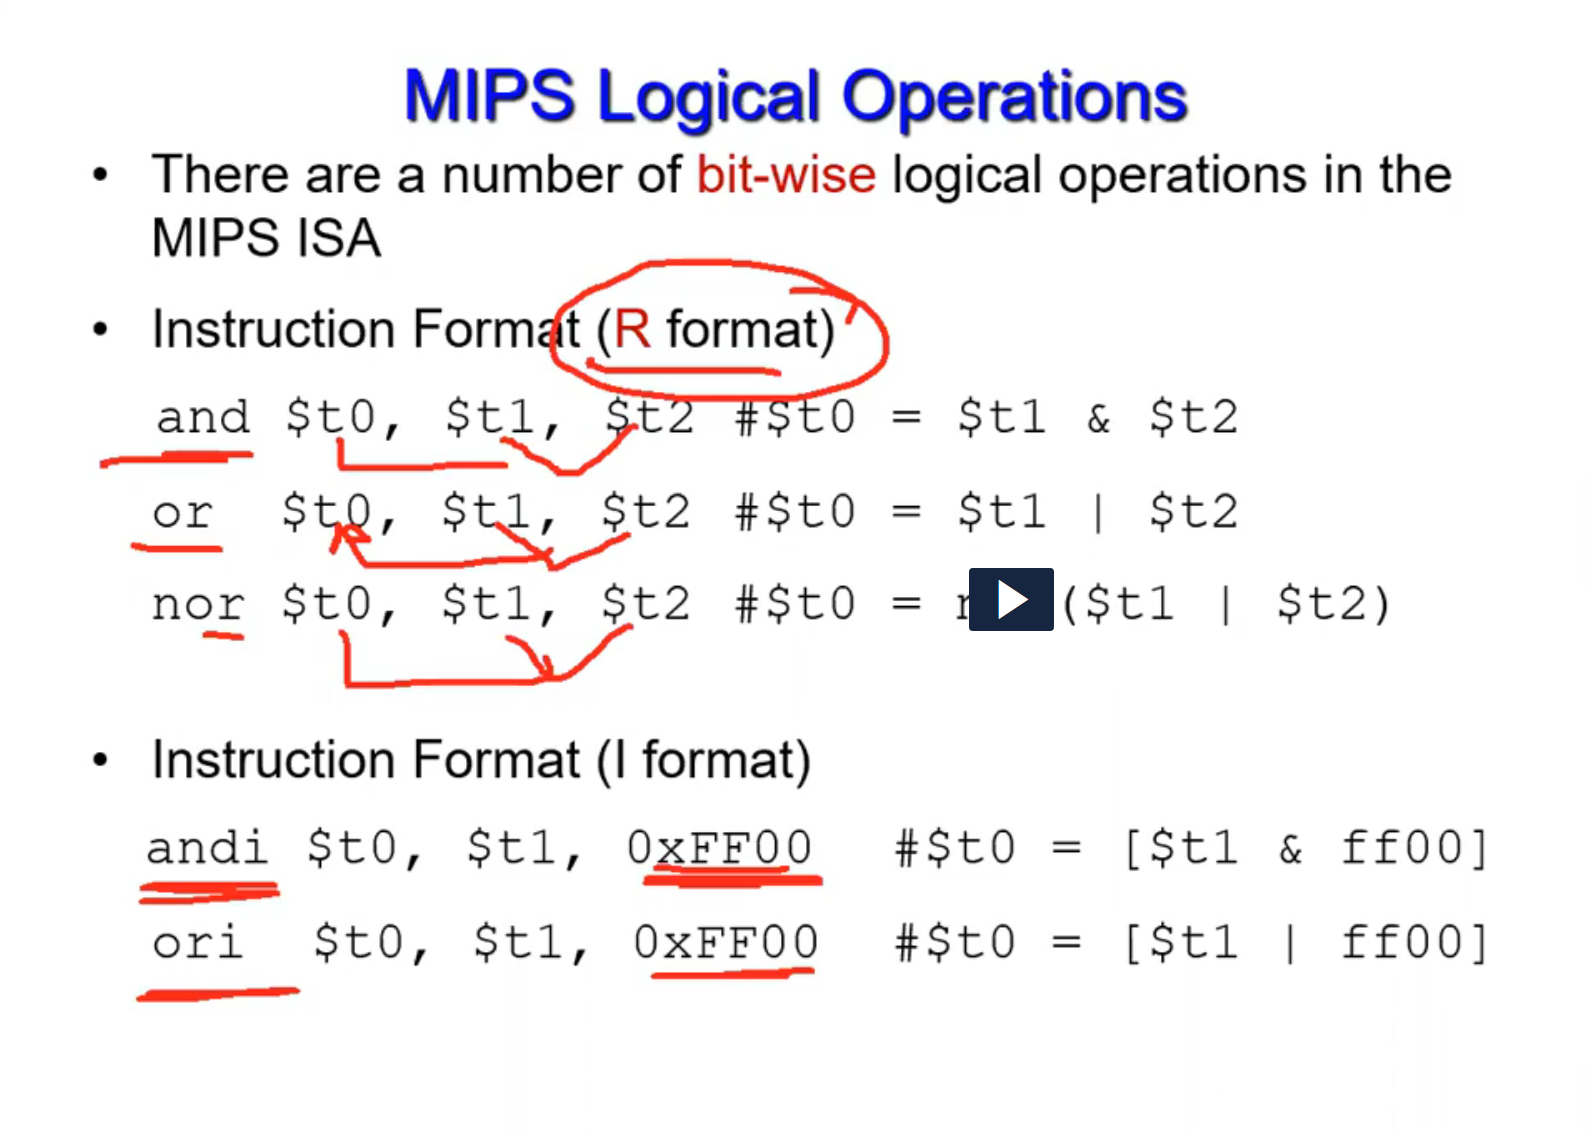 MIPS Logical Operations
• There are a number of bit-wise logical operations in the
MIPS ISA
• Instruction Format (R format)
and $t0, $t1, $t2 #$t0 = $t1 & $t2
or $t0, $t1, $t2 #$t0 = $t1 | $t2
nor $t0, $t1, $t2 #$t0 = ($t1 | $t2)
• Instruction Format (I format)
andi $t0, $t1, 0xFF00 #$t0 = [$t1 & ff00]
ori $t0, $t1, 0xFF00 #$t0 = [$t1 | ff00]